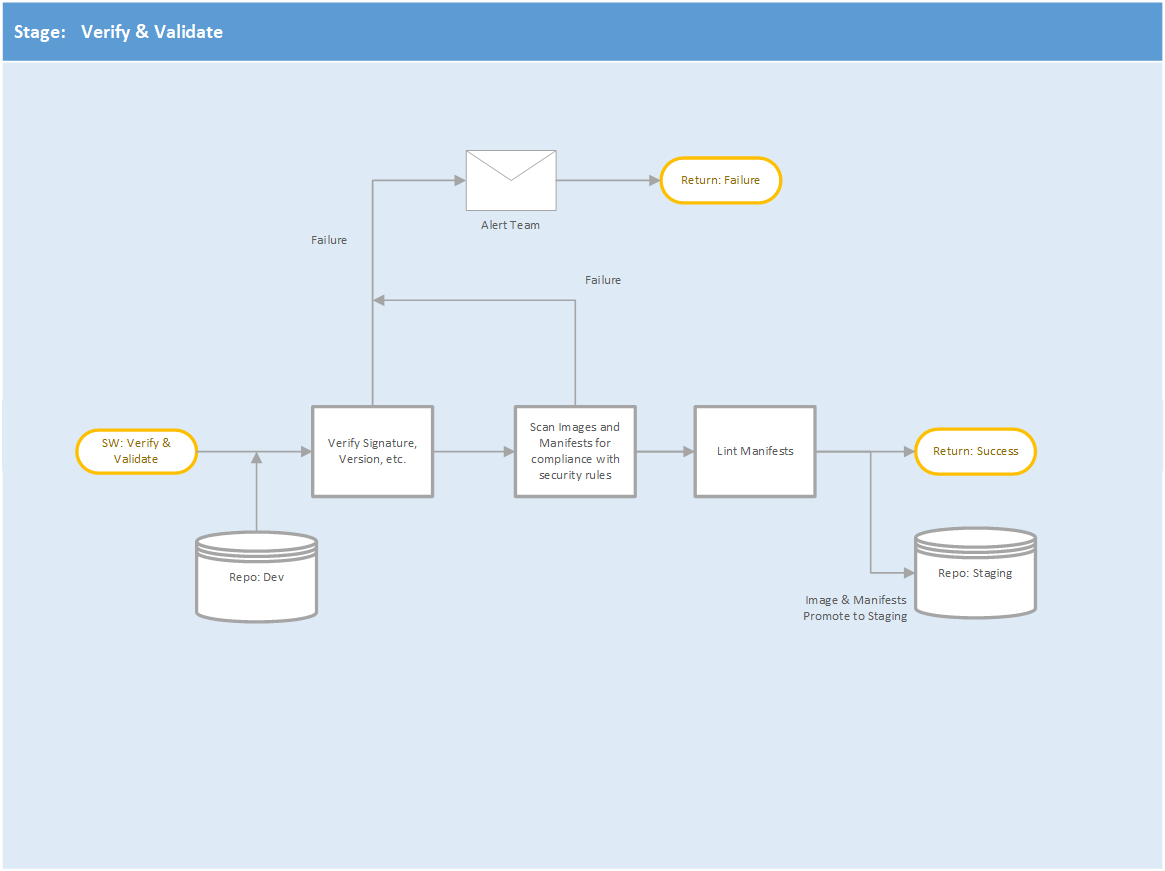 Stage: Verify & Validate
Return: Failure
Alert Team
Failure
Failure
SW: Verify &
Validate
Verify Signature,
Version, etc.
Scan Images and
Manifests for
compliance with
security rules
Lint Manifests
Return: Success
Repo: Dev
Repo: Staging
Image & Manifests
Promote to Staging